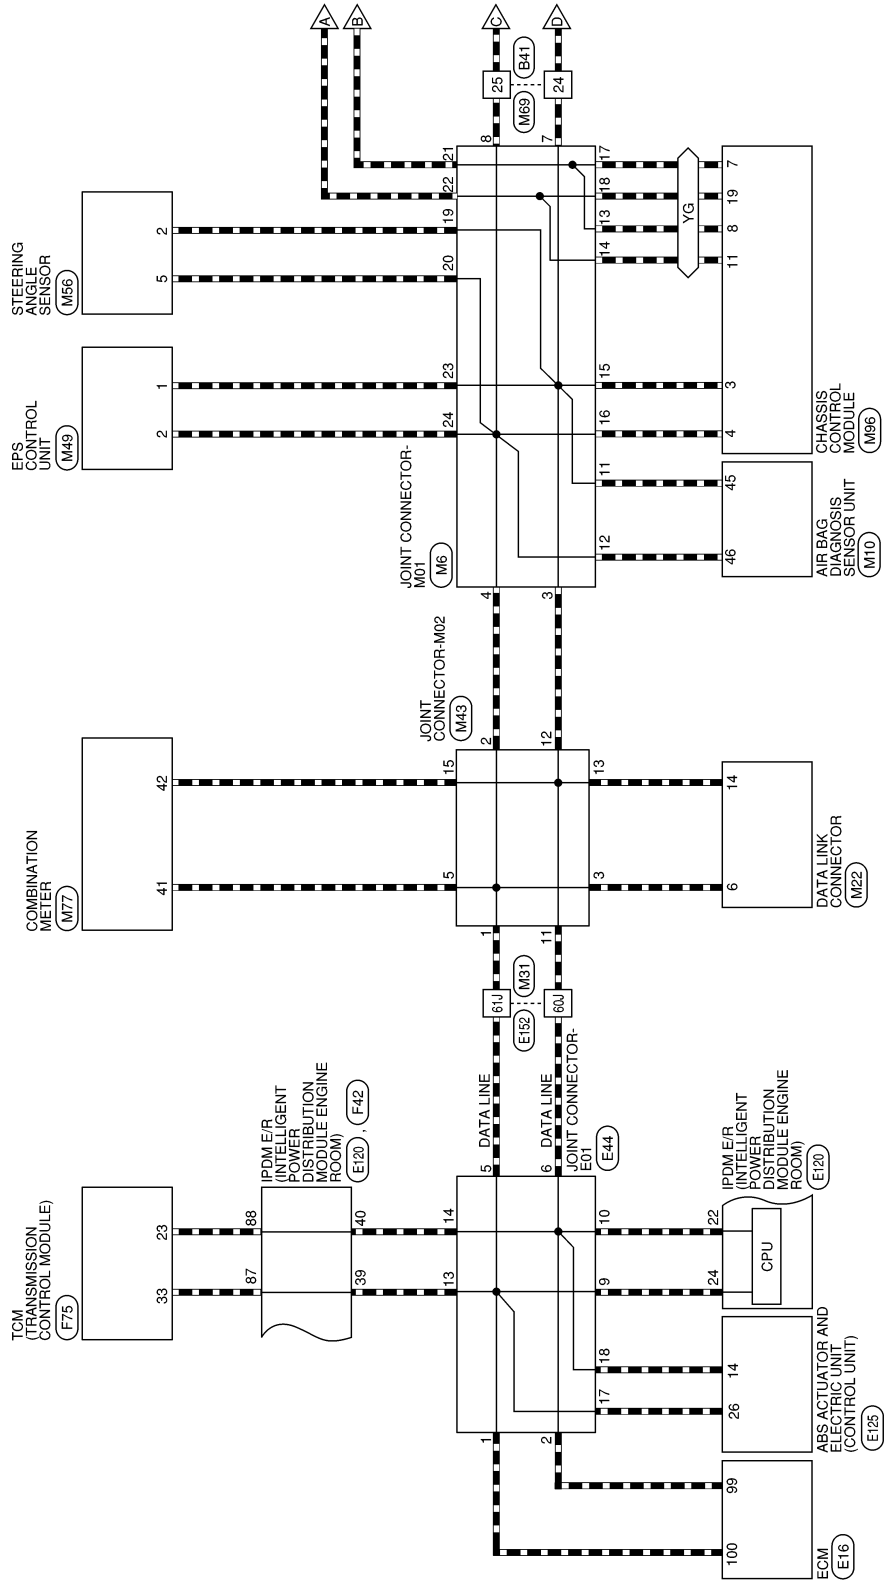 A
B
C
D
25
B41
M69
24
8
7
STEERING
ANGLE
SENSOR
M56
2
5
21
22
19
20
17
18
13
14
YG
7
19
8
11
EPS
CONTROL
UNIT
M49
1
2
23
24
15
16
11
12
3
4
CHASSIS
CONTROL
MODULE
M96
JOINT CONNECTOR-
M01
M6
45
46
AIR BAG
DIAGNOSIS
SENSOR UNIT
M10
4
3
JOINT
CONNECTOR-M02
M43
2
12
COMBINATION
METER
M77
42
41
15
5
13
3
14
6
DATA LINK
CONNECTOR
M22
1
11
61J
M31
E152
60J
DATA LINE
DATA LINE
5
6
JOINT CONNECTOR-
E01
E44
TCM
(TRANSMISSION
CONTROL MODULE)
F75
23
33
88
87
IPDM E/R
(INTELLIGENT
POWER
DISTRIBUTION
MODULE ENGINE
ROOM)
E120 , F42
40
39
14
13
10
9
18
17
22
24
CPU
IPDM E/R
(INTELLIGENT
POWER
DISTRIBUTION
MODULE ENGINE
ROOM)
E120
14
26
ABS ACTUATOR AND
ELECTRIC UNIT
(CONTROL UNIT)
E125
1
2
99
100
ECM
E16